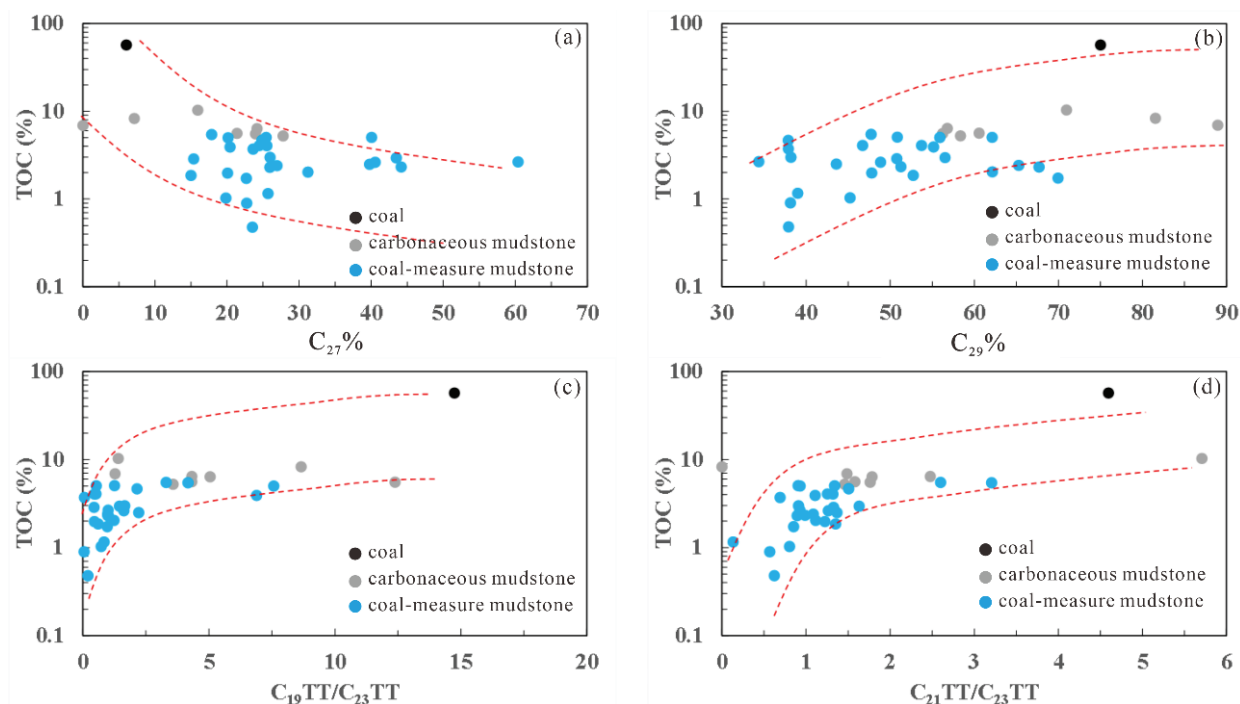 (a)
100
10
1
0.1
TOC (%)
0 10 20 30 40 50 60 70
C₂₇%
coal
carbonaceous mudstone
coal-measure mudstone
(b)
100
10
1
0.1
TOC (%)
30 40 50 60 70 80 90
C₂₉%
coal
carbonaceous mudstone
coal-measure mudstone
(c)
100
10
1
0.1
TOC (%)
0 5 10 15 20
C₁₉TT/C₂₃TT
coal
carbonaceous mudstone
coal-measure mudstone
(d)
100
10
1
0.1
TOC (%)
0 1 2 3 4 5 6
C₂₁TT/C₂₃TT
coal
carbonaceous mudstone
coal-measure mudstone